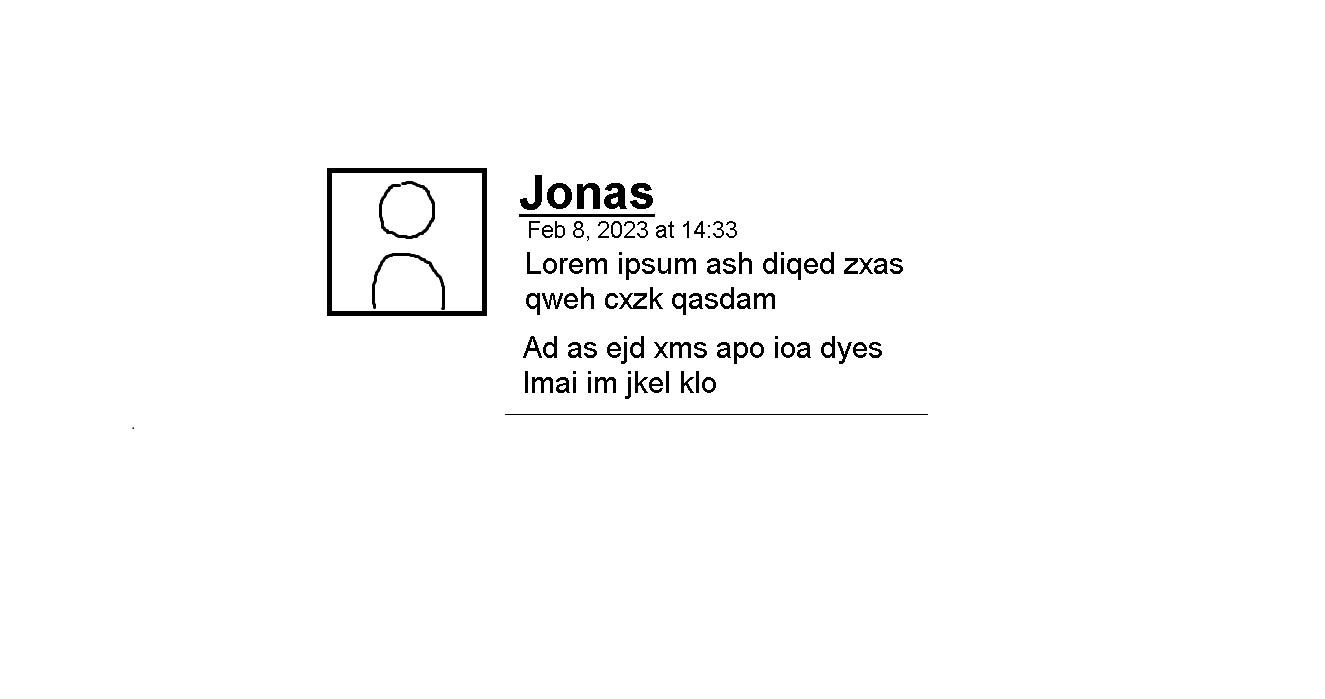 Jonas
Feb 8, 2023 at 14:33
Lorem ipsum ash diqed zxas
qweh cxzk qasdam
Ad as ejd xms apo ioa dyes
lmai im jkel klo